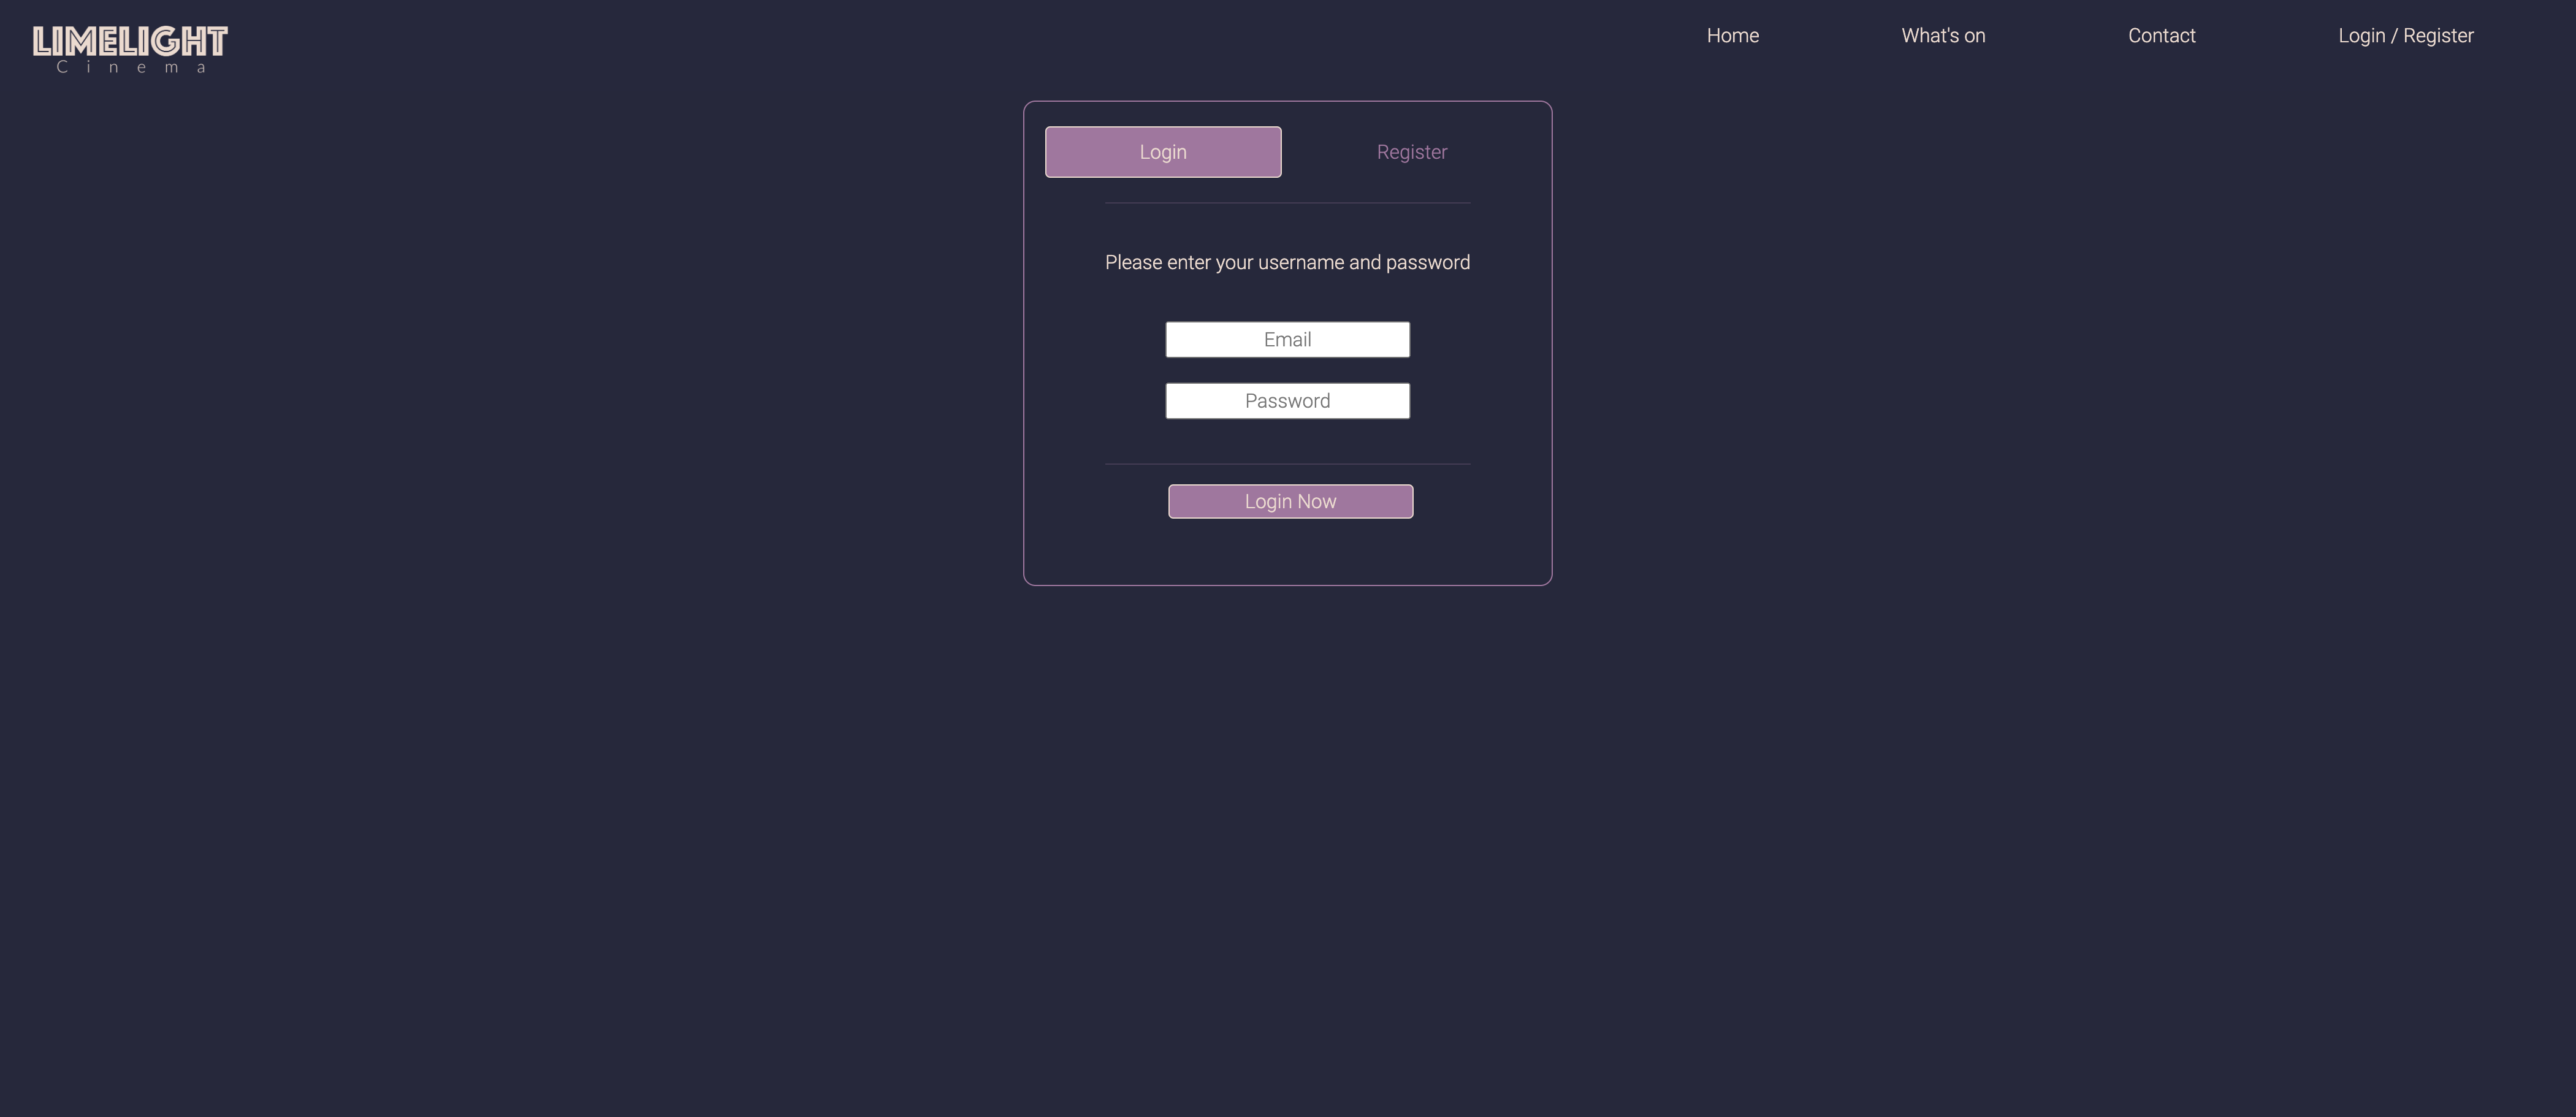 LIMELIGHT
Cinema
Home What's on Contact Login / Register
Login Register
Please enter your username and password
Email
Password
Login Now